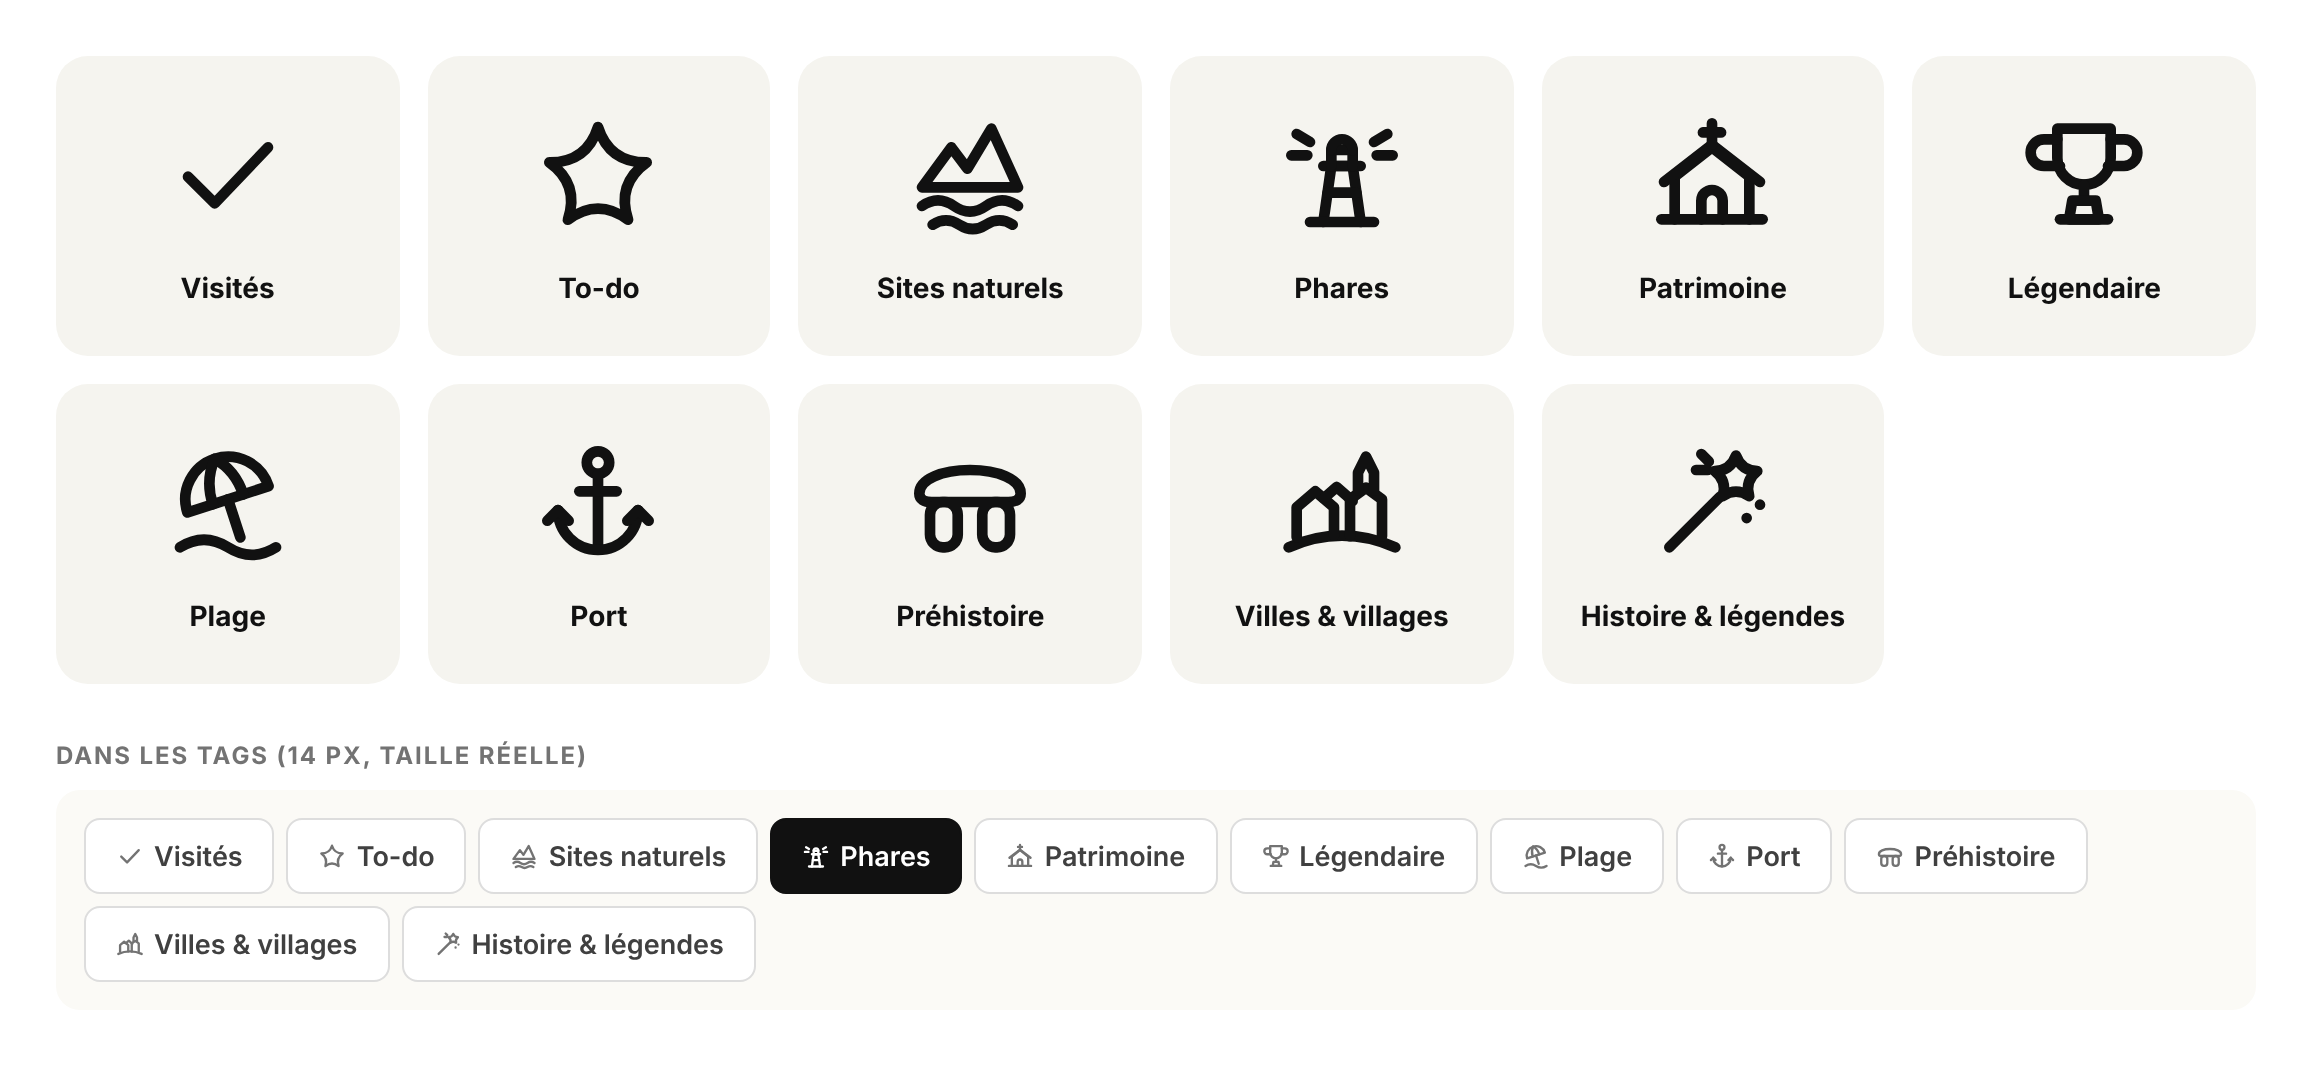 Visités
To-do
Sites naturels
Phares
Patrimoine
Légendaire
Plage
Port
Préhistoire
Villes & villages
Histoire & légendes
DANS LES TAGS (14 PX, TAILLE RÉELLE)
Visités
To-do
Sites naturels
Phares
Patrimoine
Légendaire
Plage
Port
Préhistoire
Villes & villages
Histoire & légendes